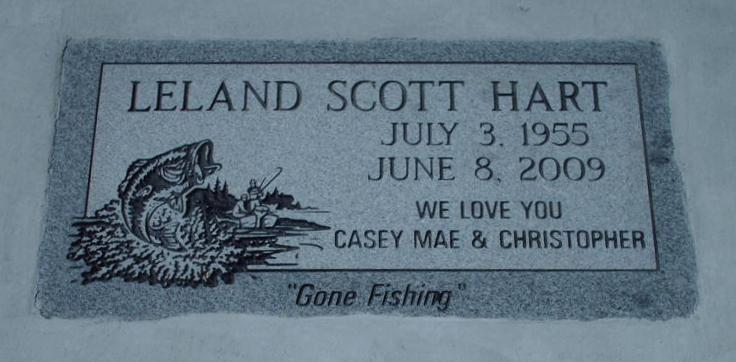 LELAND SCOTT HART
JULY 3, 1955
JUNE 8, 2009
WE LOVE YOU
CASEY MAE & CHRISTOPHER
"Gone Fishing"